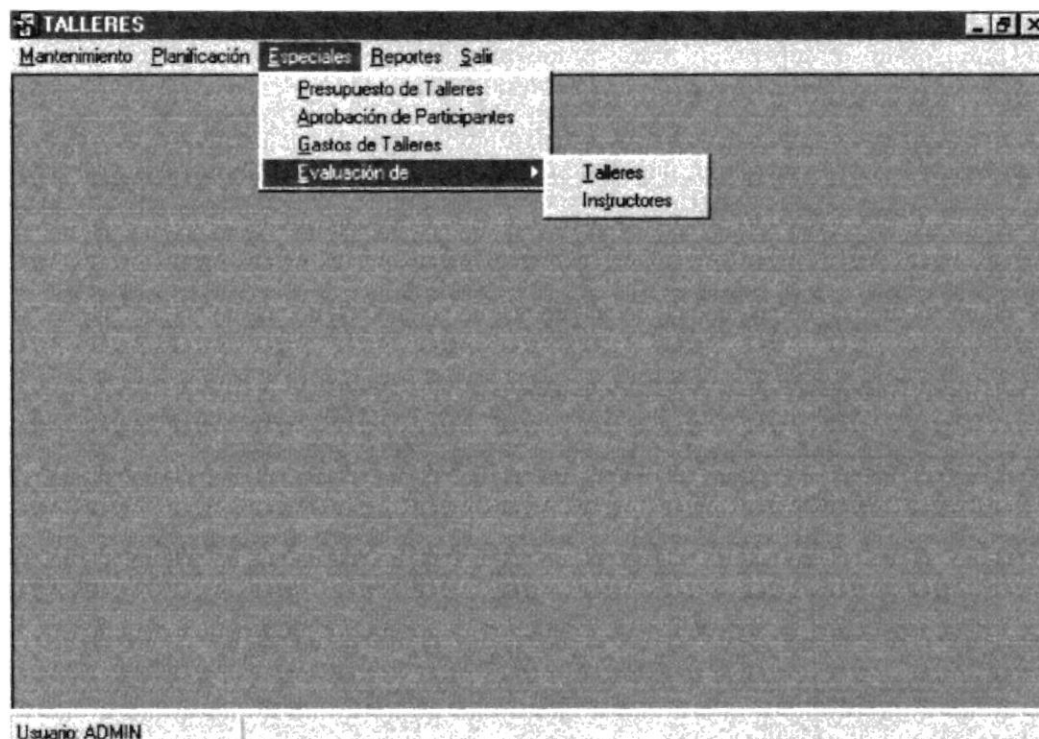 TALLERES
Mantenimiento Planificación Especiales Reportes Salir
Presupuesto de Talleres
Aprobación de Participantes
Gastos de Talleres
Evaluación de
Talleres
Instructores
Usuario: ADMIN